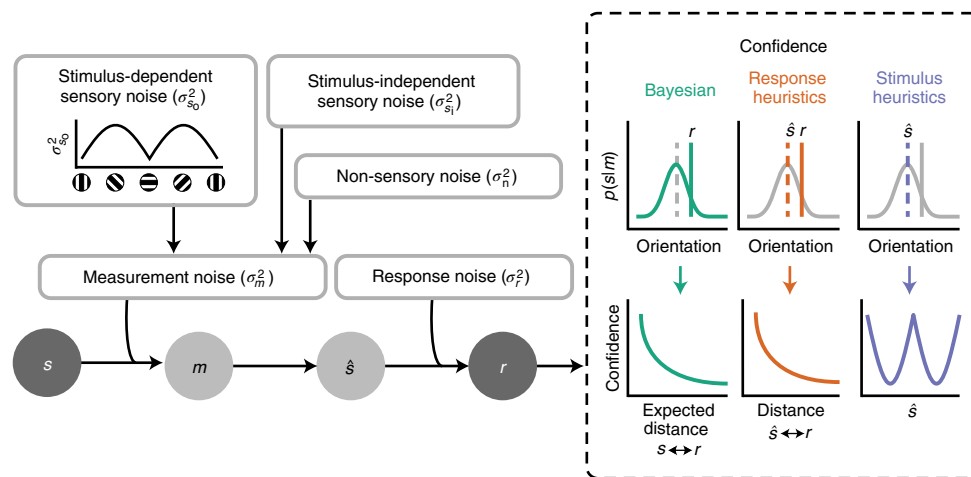 Stimulus-dependent
sensory noise (σ²ₛ₀)
σ²ₛ₀
Stimulus-independent
sensory noise (σ²ₛᵢ)
Non-sensory noise (σ²ₙ)
Measurement noise (σ²ₘ)
Response noise (σ²ᵣ)
s
m
ŝ
r
Confidence
Bayesian
Response
heuristics
Stimulus
heuristics
p(s|m)
r
ŝ r
ŝ
Orientation
Orientation
Orientation
Confidence
Expected
distance
s ↔ r
Distance
ŝ ↔ r
ŝ